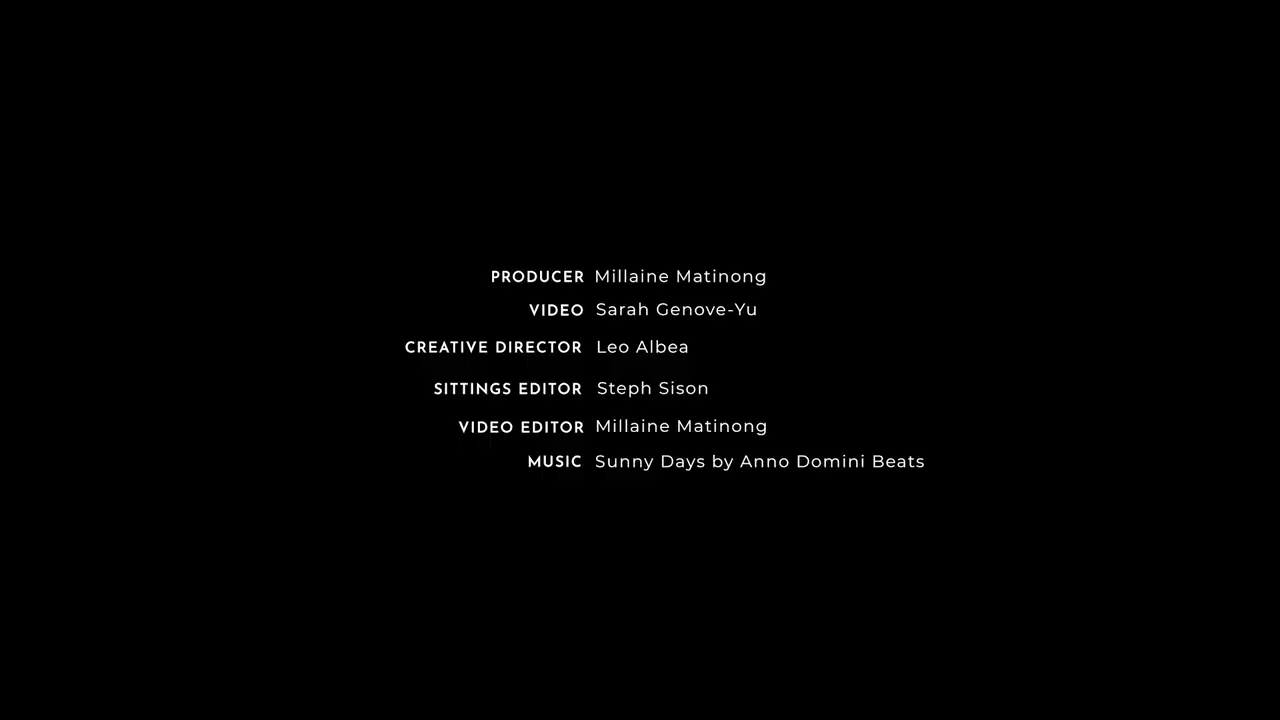 PRODUCER Millaine Matinong
VIDEO Sarah Genove-Yu
CREATIVE DIRECTOR Leo Albea
SITTINGS EDITOR Steph Sison
VIDEO EDITOR Millaine Matinong
MUSIC Sunny Days by Anno Domini Beats